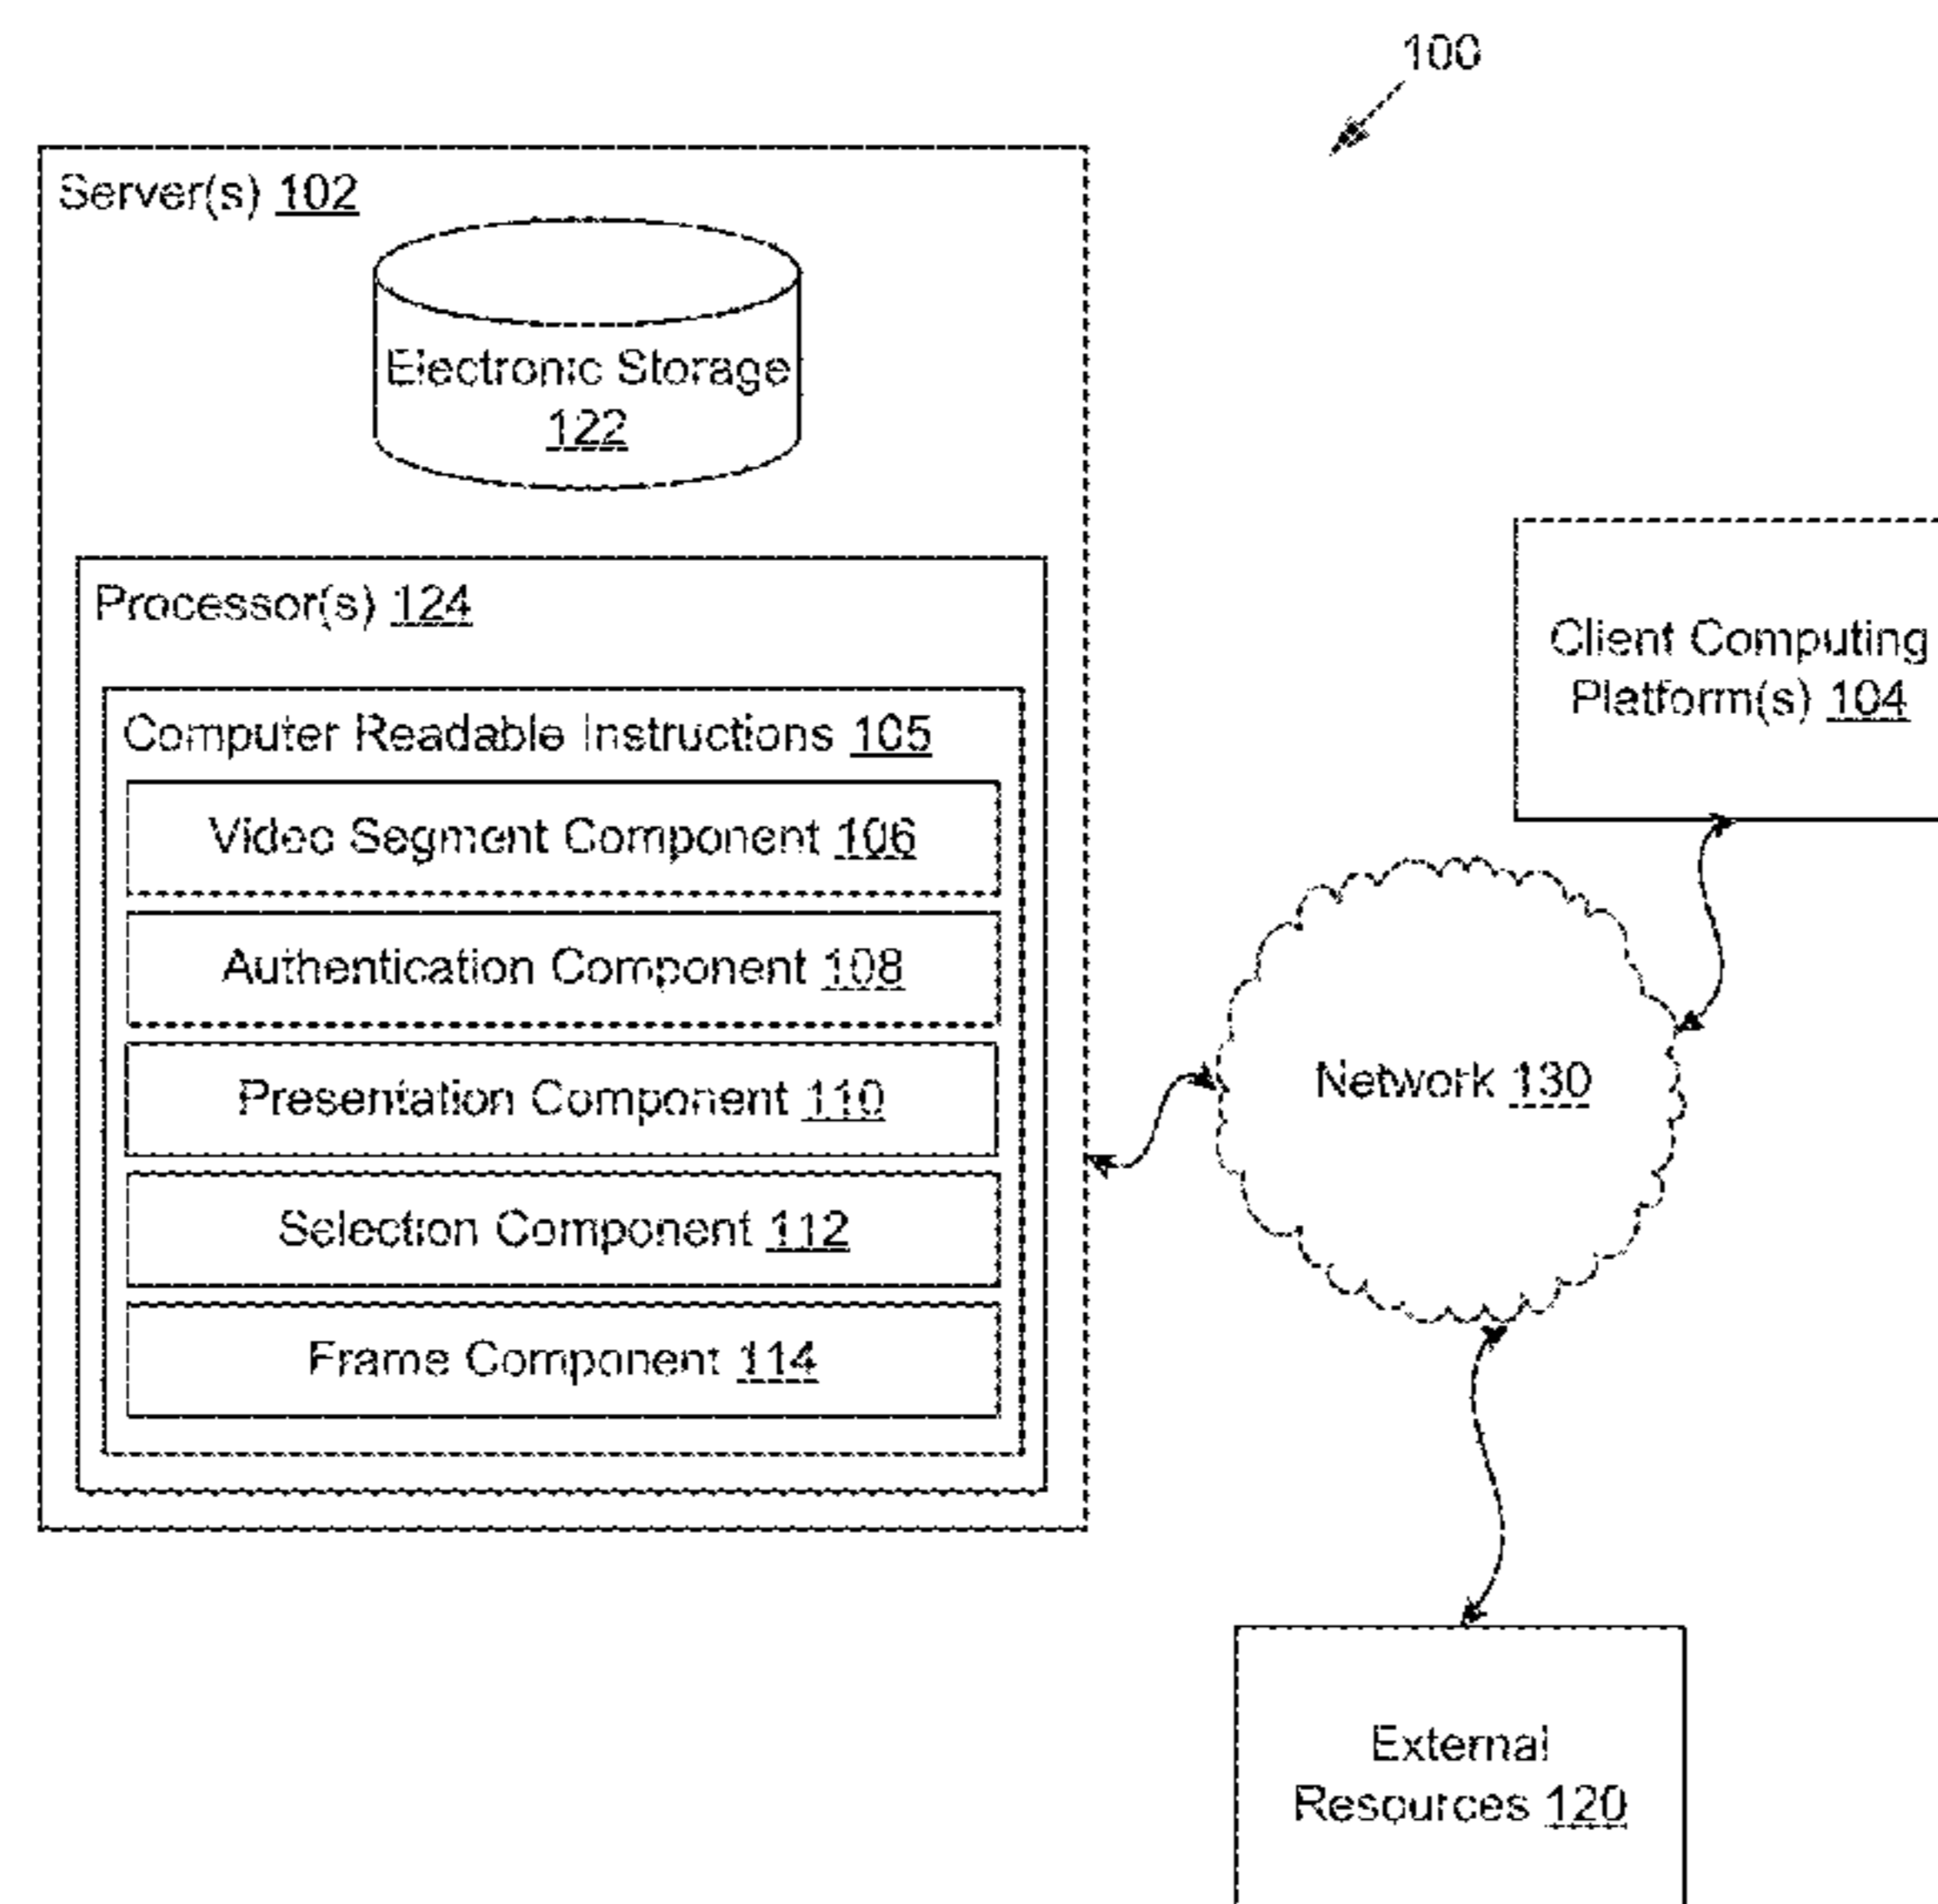 100
Server(s) 102
Electronic Storage
122
Processor(s) 124
Computer Readable Instructions 105
Video Segment Component 106
Authentication Component 108
Presentation Component 110
Selection Component 112
Frame Component 114
Client Computing
Platform(s) 104
Network 130
External
Resources 120